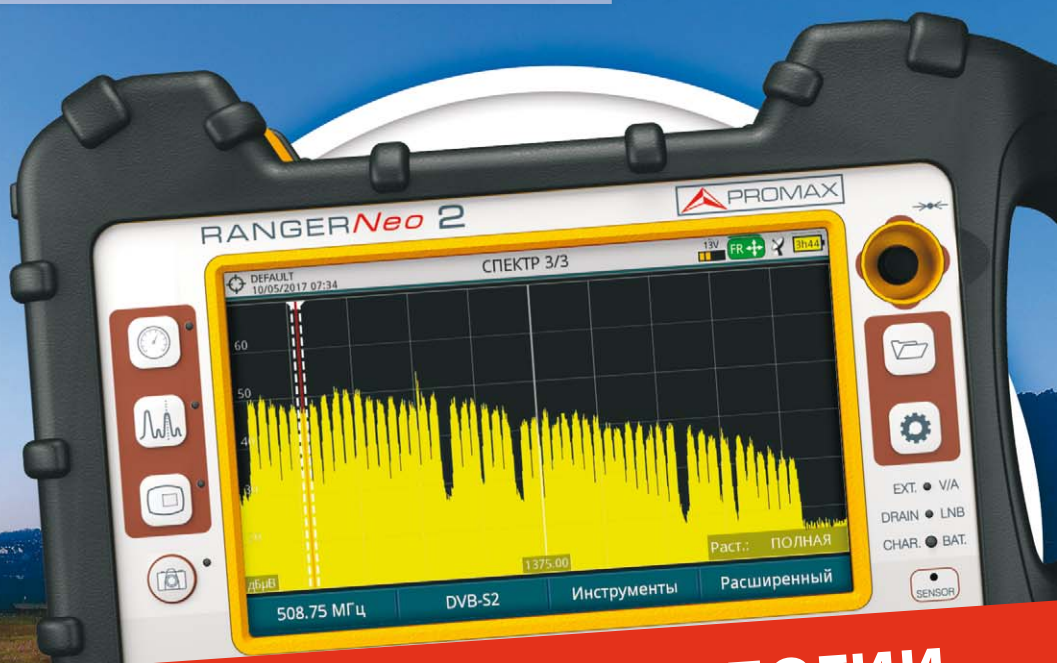 RANGERNeo 2
PROMAX
DEFAULT
10/05/2017 07:34
СПЕКТР 3/3
13V
FR
3h44
60
50
40
30
дБµВ
1375.00
Раст.: ПОЛНАЯ
508.75 МГц
DVB-S2
Инструменты
Расширенный
EXT. V/A
DRAIN LNB
CHAR. BAT.
SENSOR